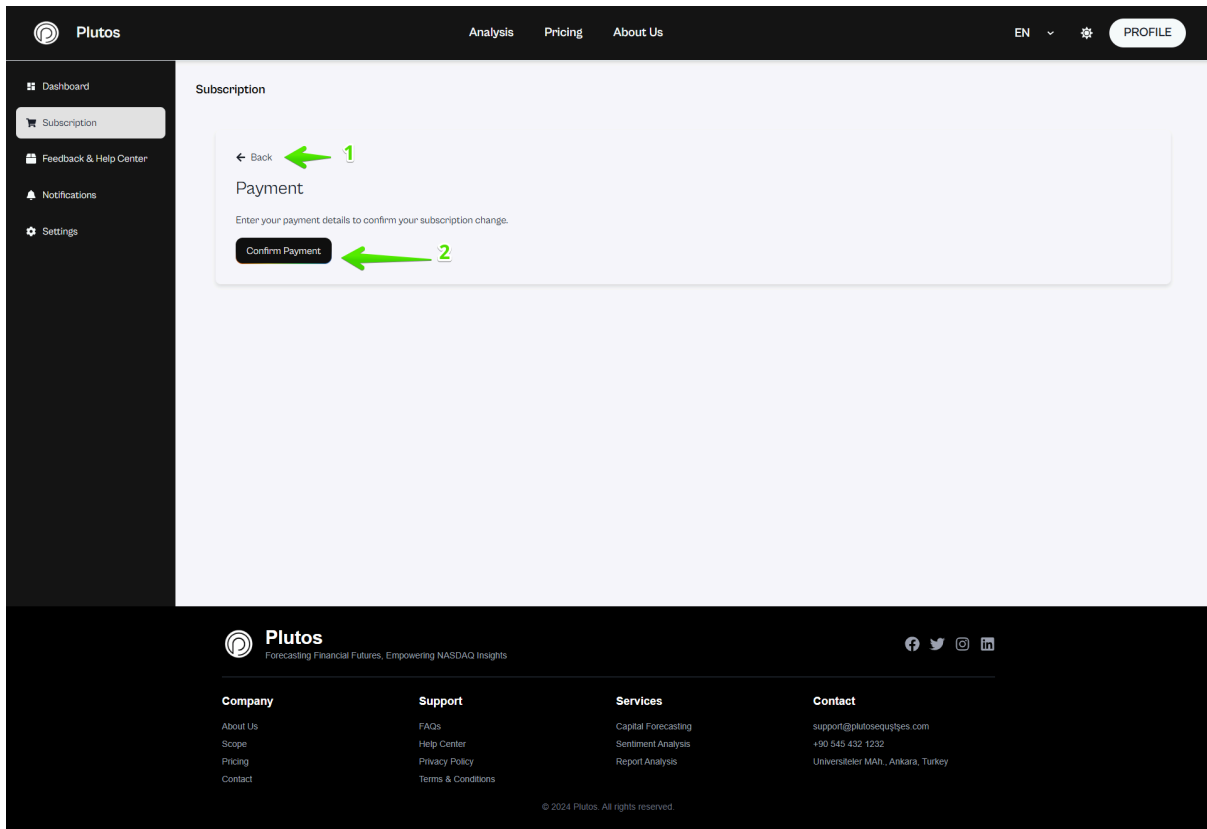 Plutos
Analysis Pricing About Us
EN PROFILE
Dashboard
Subscription
Feedback & Help Center
Notifications
Settings
Subscription
Back 1
Payment
Enter your payment details to confirm your subscription change.
Confirm Payment 2
Plutos
Forecasting Financial Futures, Empowering NASDAQ Insights
Company
About Us
Scope
Pricing
Contact
Support
FAQs
Help Center
Privacy Policy
Terms & Conditions
Services
Capital Forecasting
Sentiment Analysis
Report Analysis
Contact
support@plutosequştşes.com
+90 545 432 1232
Universiteler MAh., Ankara, Turkey
© 2024 Plutos. All rights reserved.